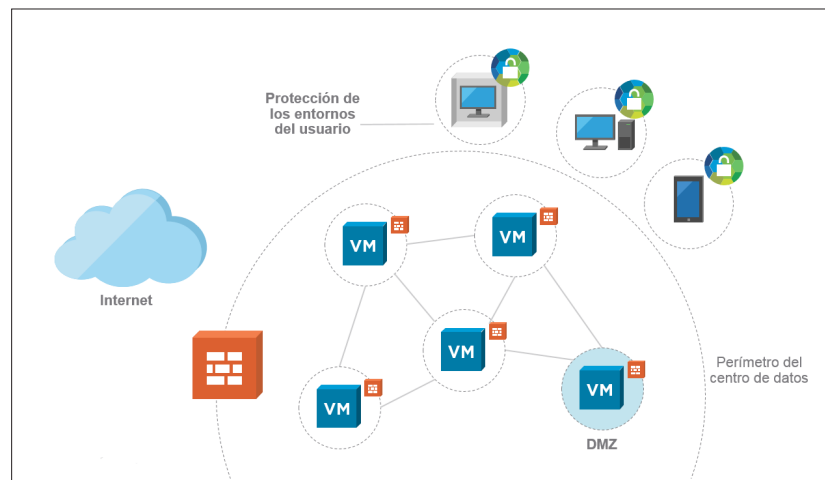 Protección de
los entornos
del usuario
VM
VM
Internet
VM
Perímetro del
centro de datos
VM
VM
DMZ